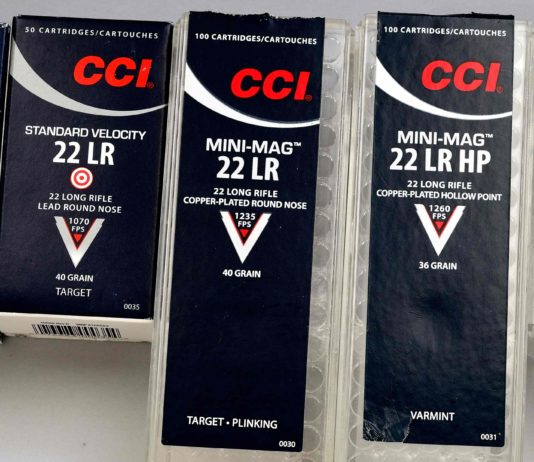 50 CARTRIDGES/CARTOUCHES
CCI
STANDARD VELOCITY
22 LR
22 LONG RIFLE
LEAD ROUND NOSE
1070
FPS
40 GRAIN
TARGET
0035
100 CARTRIDGES/CARTOUCHES
CCI
MINI-MAG™
22 LR
22 LONG RIFLE
COPPER-PLATED ROUND NOSE
1235
FPS
40 GRAIN
TARGET • PLINKING
0030
100 CARTRIDGES/CARTOUCHES
CCI
MINI-MAG™
22 LR HP
22 LONG RIFLE
COPPER-PLATED HOLLOW POINT
1260
FPS
36 GRAIN
VARMINT
0031